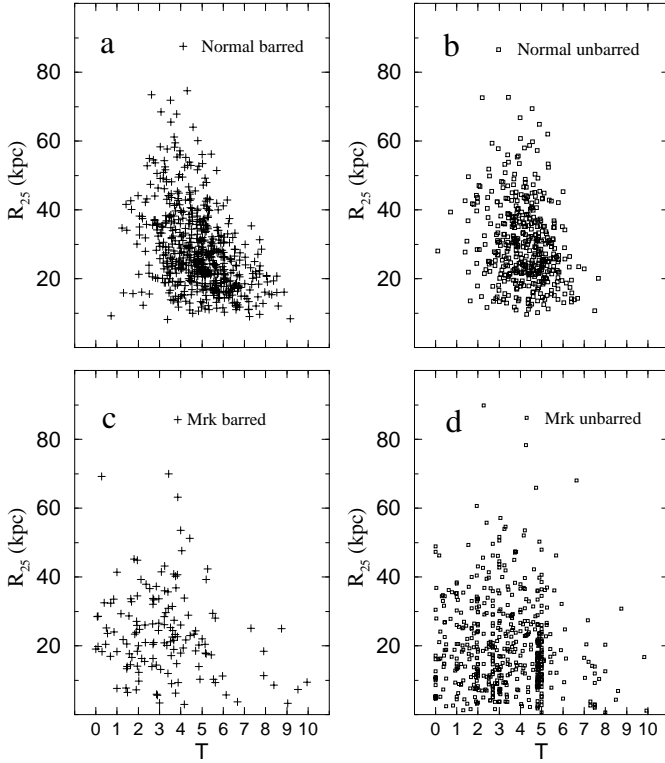 a
Normal barred
b
Normal unbarred
80
60
40
20
R25 (kpc)
80
60
40
20
R25 (kpc)
c
Mrk barred
d
Mrk unbarred
80
60
40
20
R25 (kpc)
80
60
40
20
R25 (kpc)
0 1 2 3 4 5 6 7 8 9 10
0 1 2 3 4 5 6 7 8 9 10
T
T